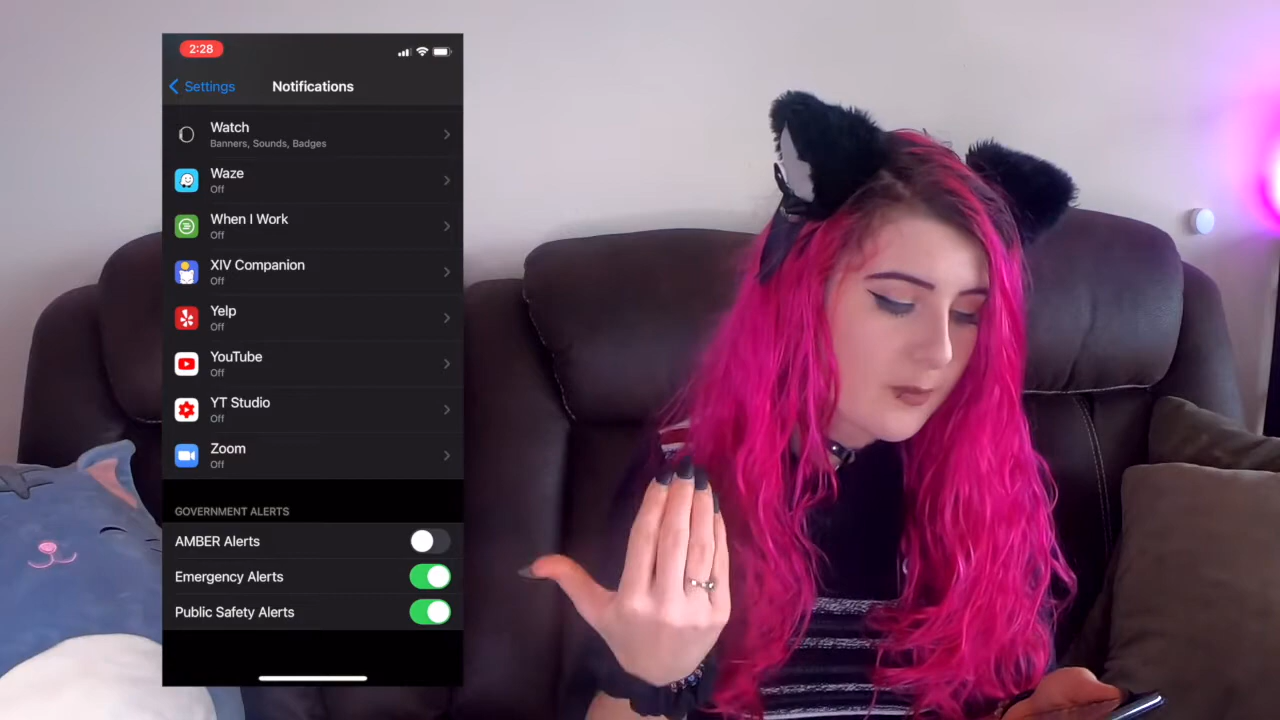 2:28
Settings
Notifications
Watch
Banners, Sounds, Badges
Waze
Off
When I Work
Off
XIV Companion
Off
Yelp
Off
YouTube
Off
YT Studio
Off
Zoom
Off
GOVERNMENT ALERTS
AMBER Alerts
Emergency Alerts
Public Safety Alerts